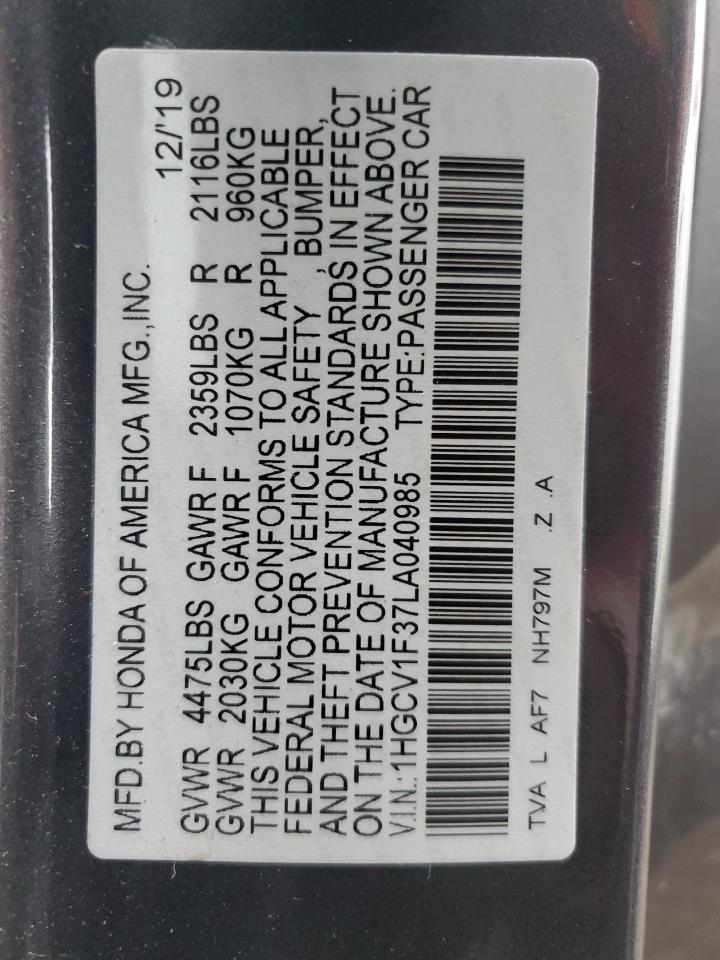 MFD.BY HONDA OF AMERICA MFG.,INC. 12/'19
GVWR 4475LBS GAWR F 2359LBS R 2116LBS
GVWR 2030KG GAWR F 1070KG R 960KG
THIS VEHICLE CONFORMS TO ALL APPLICABLE
FEDERAL MOTOR VEHICLE SAFETY , BUMPER,
AND THEFT PREVENTION STANDARDS IN EFFECT
ON THE DATE OF MANUFACTURE SHOWN ABOVE.
V.I.N.:1HGCV1F37LA040985 TYPE:PASSENGER CAR
TVA L AF7 NH797M .Z .A